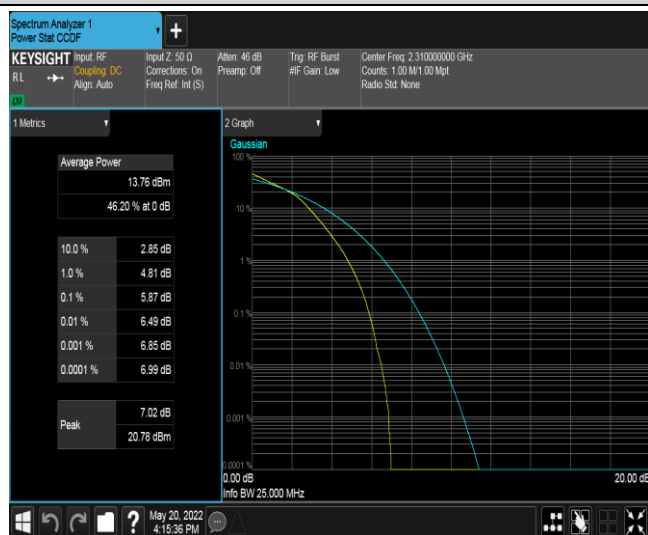 Spectrum Analyzer 1
Power Stat CCDF
+
KEYSIGHT
RL
LXI
Input: RF
Coupling: DC
Align: Auto
Input Z: 50 Ω
Corrections: On
Freq Ref: Int (S)
Atten: 46 dB
Preamp: Off
Trig: RF Burst
#IF Gain: Low
Center Freq: 2.310000000 GHz
Counts: 1.00 M/1.00 Mpt
Radio Std: None
1 Metrics
Average Power
13.76 dBm
46.20 % at 0 dB
10.0 % 2.85 dB
1.0 % 4.81 dB
0.1 % 5.87 dB
0.01 % 6.49 dB
0.001 % 6.85 dB
0.0001 % 6.99 dB
Peak
7.02 dB
20.78 dBm
2 Graph
Gaussian
100 %
10 %
1 %
0.1 %
0.01 %
0.001 %
0.0001 %
0.00 dB 20.00 dB
Info BW 25.000 MHz
?
May 20, 2022
4:15:36 PM